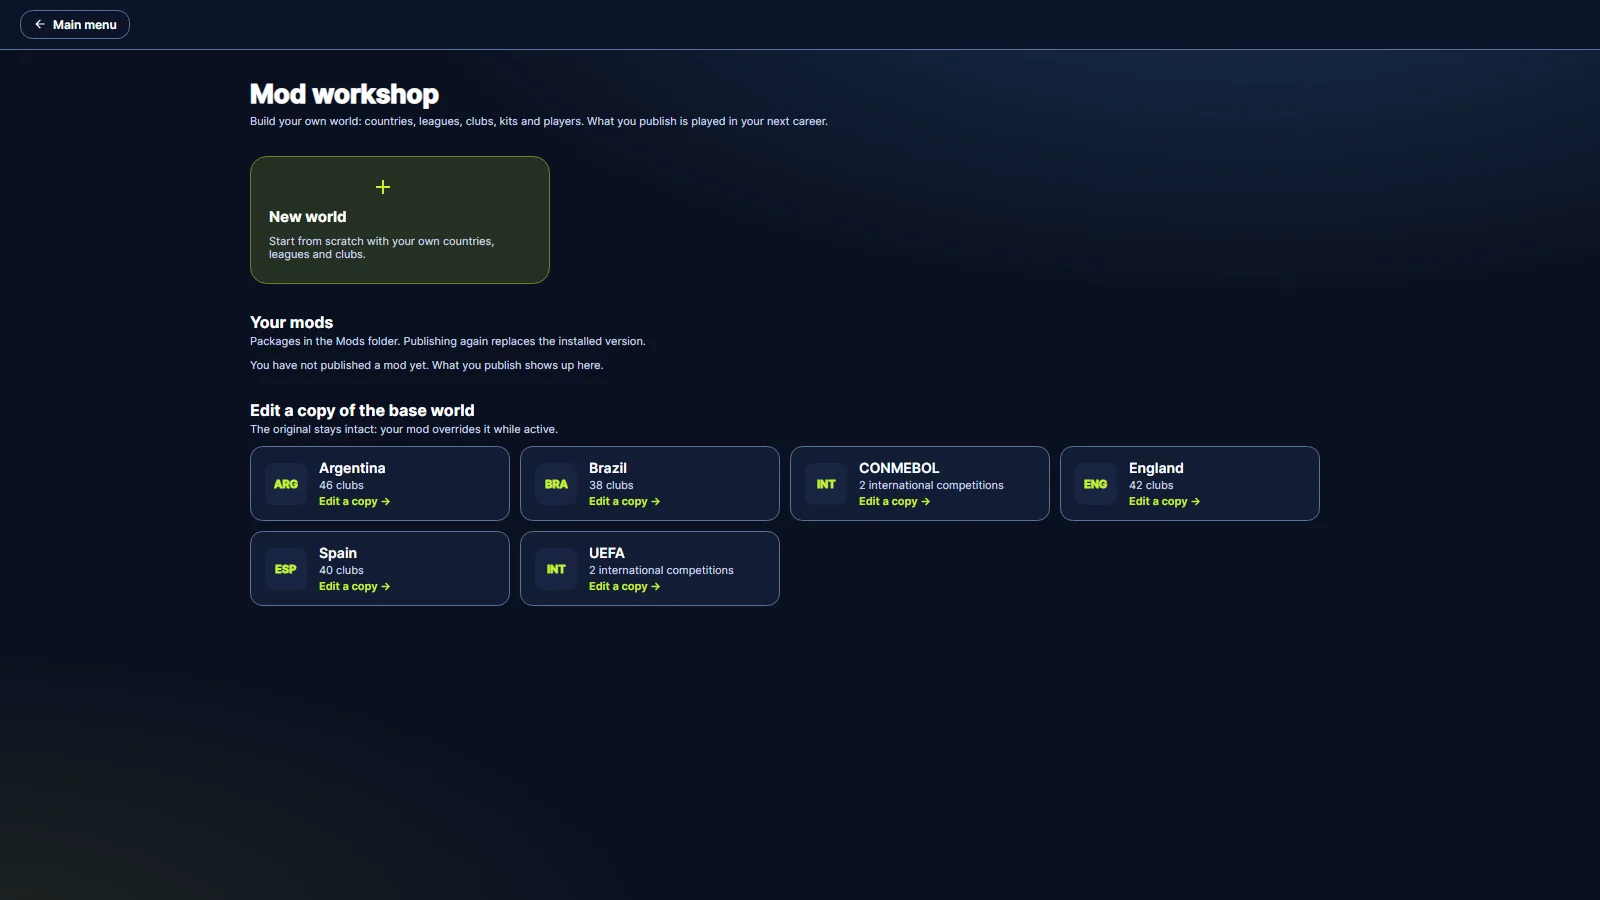 ← Main menu
Mod workshop
Build your own world: countries, leagues, clubs, kits and players. What you publish is played in your next career.
+
New world
Start from scratch with your own countries,
leagues and clubs.
Your mods
Packages in the Mods folder. Publishing again replaces the installed version.
You have not published a mod yet. What you publish shows up here.
Edit a copy of the base world
The original stays intact: your mod overrides it while active.
ARG
Argentina
46 clubs
Edit a copy →
BRA
Brazil
38 clubs
Edit a copy →
INT
CONMEBOL
2 international competitions
Edit a copy →
ENG
England
42 clubs
Edit a copy →
ESP
Spain
40 clubs
Edit a copy →
INT
UEFA
2 international competitions
Edit a copy →